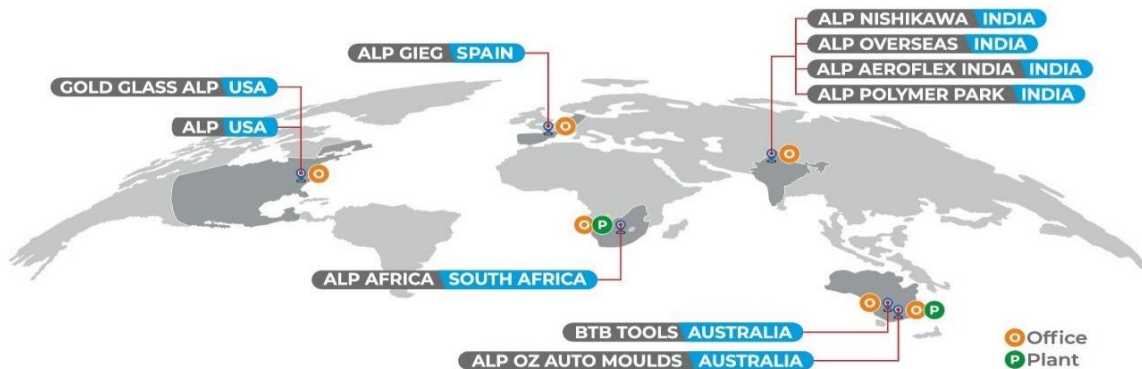 ALP NISHIKAWA INDIA
ALP OVERSEAS INDIA
ALP AEROFLEX INDIA INDIA
ALP POLYMER PARK INDIA
ALP GIEG SPAIN
GOLD GLASS ALP USA
ALP USA
O
O
O
O P
ALP AFRICA SOUTH AFRICA
O
O P
BTB TOOLS AUSTRALIA
ALP OZ AUTO MOULDS AUSTRALIA
O Office
P Plant